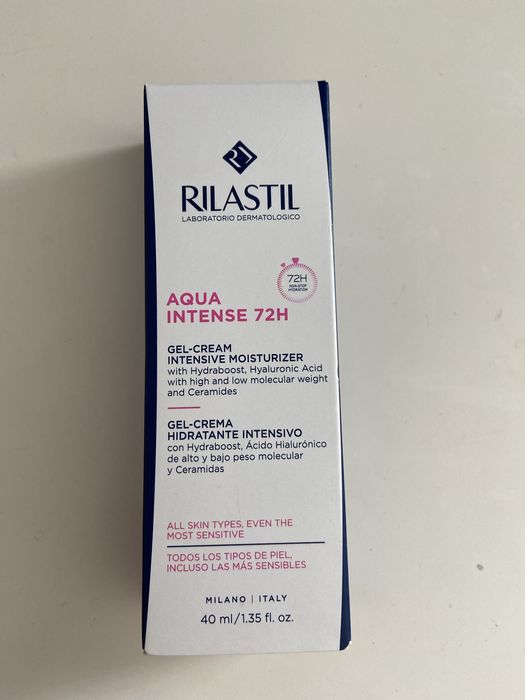 RILASTIL
LABORATORIO DERMATOLOGICO
72H
NON-STOP
HYDRATION
AQUA
INTENSE 72H
GEL-CREAM
INTENSIVE MOISTURIZER
with Hydraboost, Hyaluronic Acid
with high and low molecular weight
and Ceramides
GEL-CREMA
HIDRATANTE INTENSIVO
con Hydraboost, Ácido Hialurónico
de alto y bajo peso molecular
y Ceramidas
ALL SKIN TYPES, EVEN THE
MOST SENSITIVE
TODOS LOS TIPOS DE PIEL,
INCLUSO LAS MÁS SENSIBLES
MILANO | ITALY
40 ml/1.35 fl. oz.